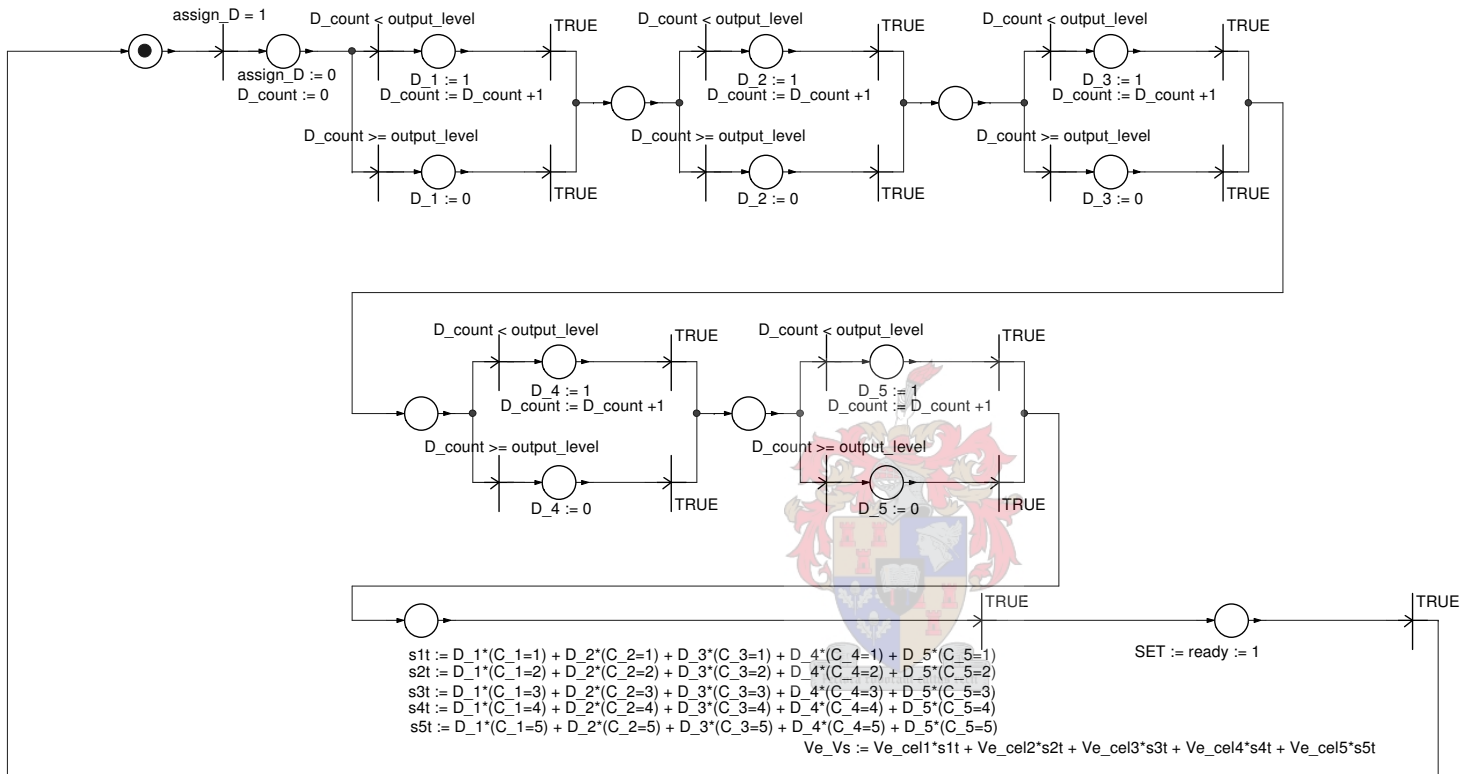 assign_D = 1
D_count < output_level
TRUE
D_count < output_level
TRUE
D_count < output_level
TRUE
assign_D := 0
D_count := 0
D_1 := 1
D_count := D_count +1
D_2 := 1
D_count := D_count +1
D_3 := 1
D_count := D_count +1
D_count >= output_level
D_count >= output_level
D_count >= output_level
D_1 := 0
TRUE
D_2 := 0
TRUE
D_3 := 0
TRUE
D_count < output_level
TRUE
D_count < output_level
TRUE
D_4 := 1
D_count := D_count +1
D_5 := 1
D_count := D_count +1
D_count >= output_level
D_count >= output_level
D_4 := 0
TRUE
D_5 := 0
TRUE
TRUE
TRUE
s1t := D_1*(C_1=1) + D_2*(C_2=1) + D_3*(C_3=1) + D_4*(C_4=1) + D_5*(C_5=1)
s2t := D_1*(C_1=2) + D_2*(C_2=2) + D_3*(C_3=2) + D_4*(C_4=2) + D_5*(C_5=2)
s3t := D_1*(C_1=3) + D_2*(C_2=3) + D_3*(C_3=3) + D_4*(C_4=3) + D_5*(C_5=3)
s4t := D_1*(C_1=4) + D_2*(C_2=4) + D_3*(C_3=4) + D_4*(C_4=4) + D_5*(C_5=4)
s5t := D_1*(C_1=5) + D_2*(C_2=5) + D_3*(C_3=5) + D_4*(C_4=5) + D_5*(C_5=5)
SET := ready := 1
Ve_Vs := Ve_cel1*s1t + Ve_cel2*s2t + Ve_cel3*s3t + Ve_cel4*s4t + Ve_cel5*s5t